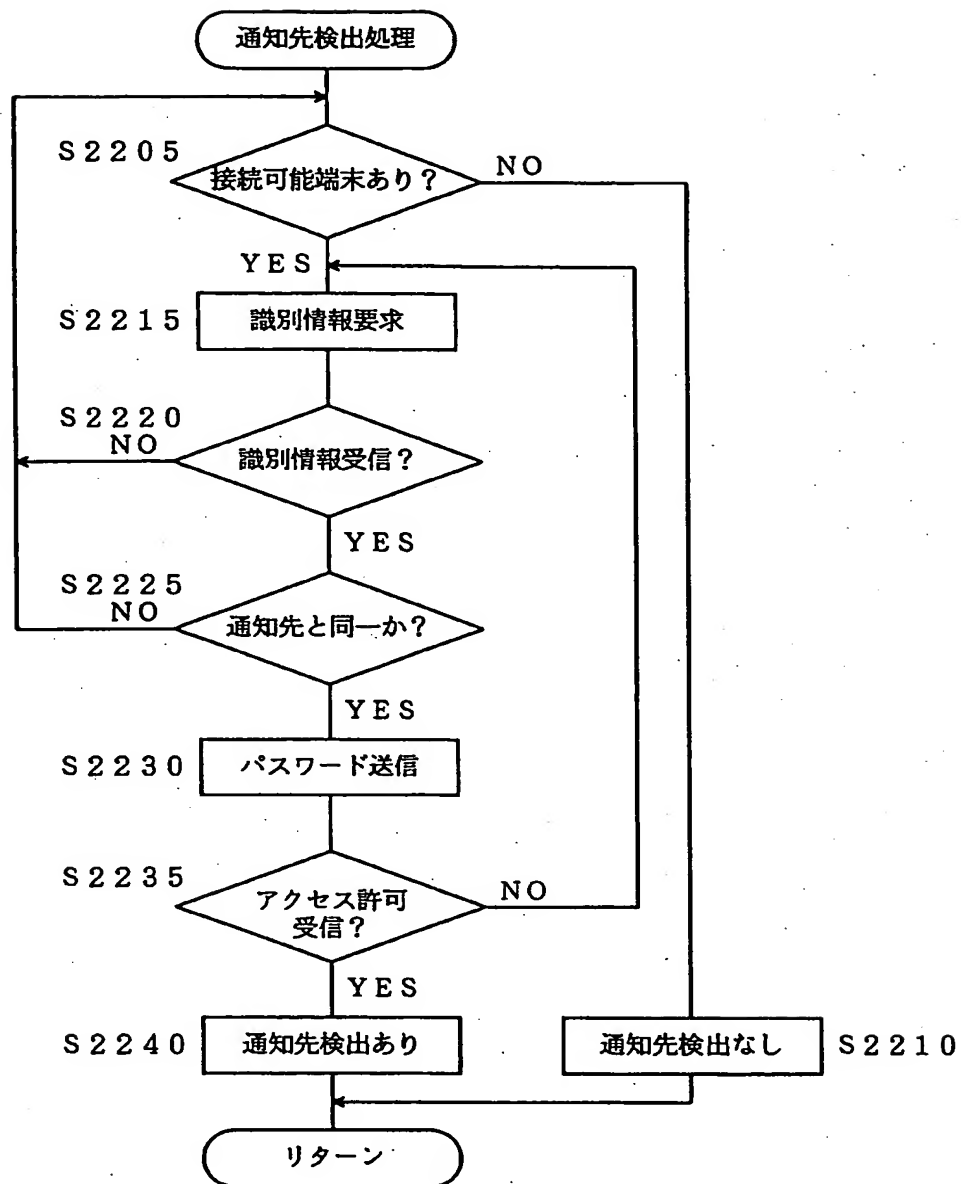 通知先検出処理
S2205
接続可能端末あり?
NO
YES
S2215
識別情報要求
S2220
NO
識別情報受信?
YES
S2225
NO
通知先と同一か?
YES
S2230
パスワード送信
S2235
アクセス許可
受信?
NO
YES
S2240
通知先検出あり
通知先検出なし
S2210
リターン